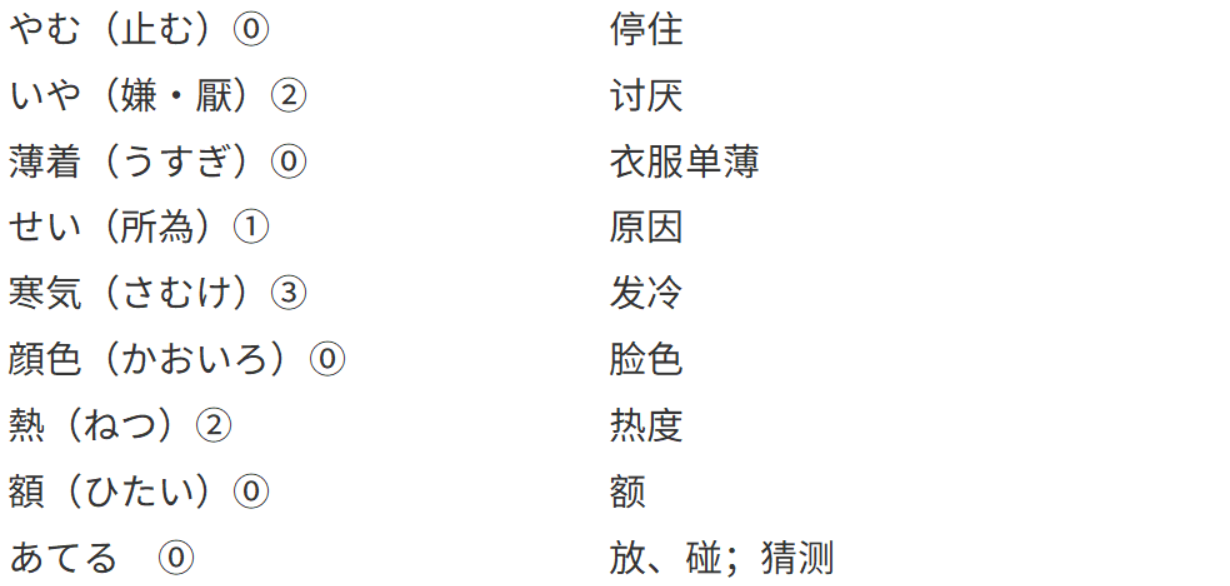 やむ（止む）⓪ 停住
いや（嫌・厭）② 讨厌
薄着（うすぎ）⓪ 衣服单薄
せい（所為）① 原因
寒気（さむけ）③ 发冷
顔色（かおいろ）⓪ 脸色
熱（ねつ）② 热度
額（ひたい）⓪ 额
あてる　⓪ 放、碰；猜测